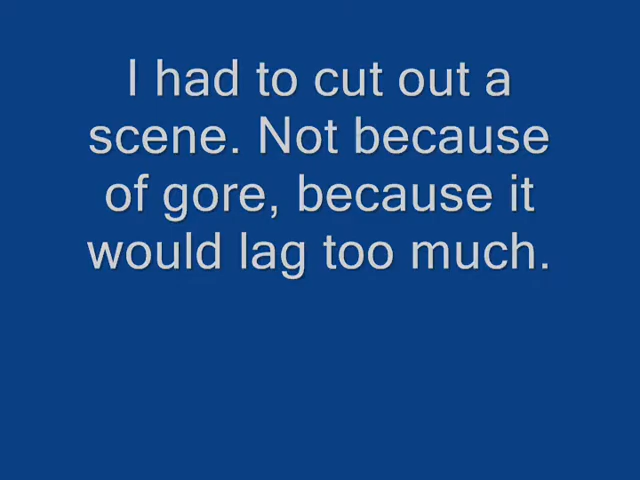 I had to cut out a
scene. Not because
of gore, because it
would lag too much.